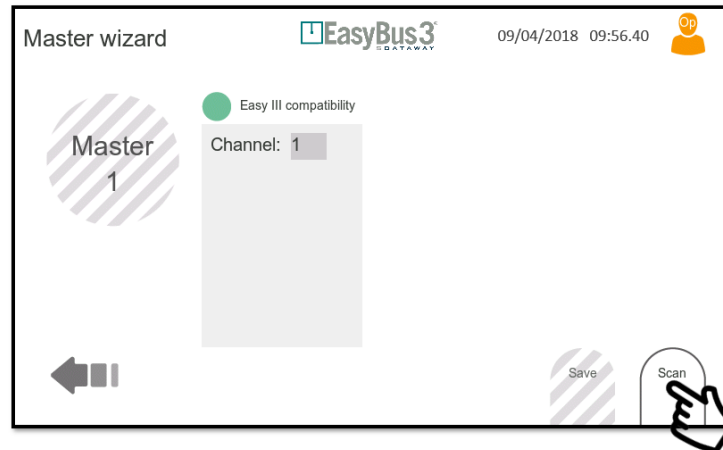 Master wizard
EasyBus3
DATAWAY
09/04/2018 09:56.40
Op
Easy III compatibility
Master
1
Channel: 1
Save
Scan